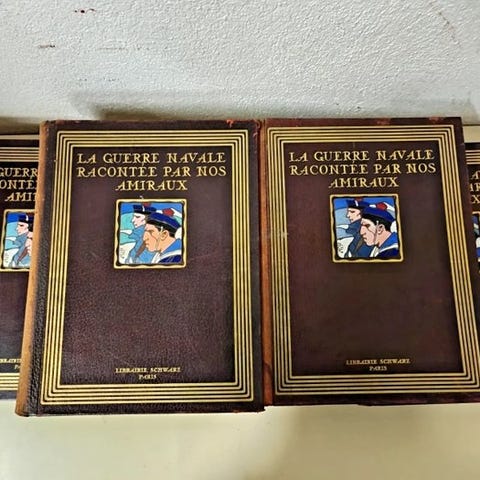 LA GUERRE NAVALE
RACONTÉE PAR NOS
AMIRAUX
LIBRAIRIE SCHWARZ
PARIS
LA GUERRE NAVALE
RACONTÉE PAR NOS
AMIRAUX
LIBRAIRIE SCHWARZ
PARIS